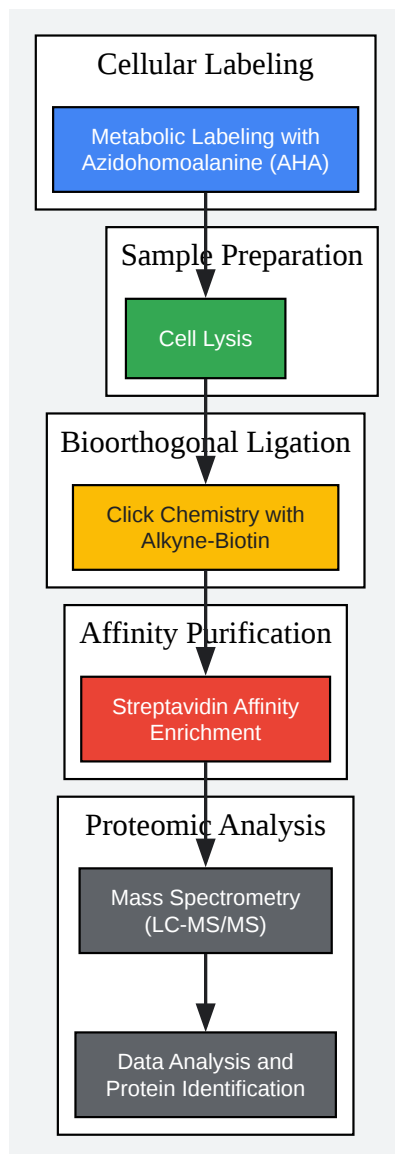 Cellular Labeling
Metabolic Labeling with
Azidohomoalanine (AHA)
Sample Preparation
Cell Lysis
Bioorthogonal Ligation
Click Chemistry with
Alkyne-Biotin
Affinity Purification
Streptavidin Affinity
Enrichment
Proteomic Analysis
Mass Spectrometry
(LC-MS/MS)
Data Analysis and
Protein Identification